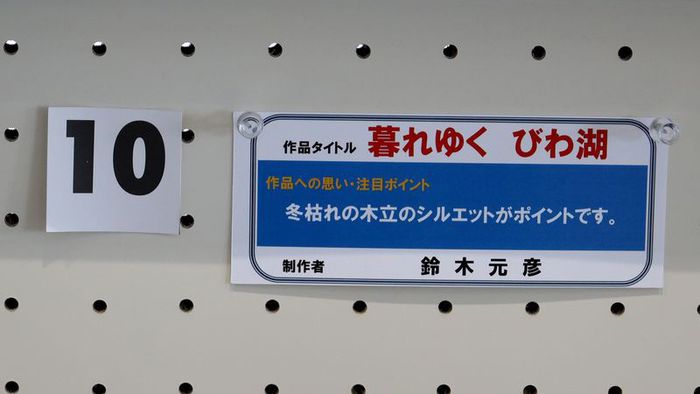 10
作品タイトル 暮れゆく びわ湖
作品への思い・注目ポイント
冬枯れの木立のシルエットがポイントです。
制作者 鈴木元彦